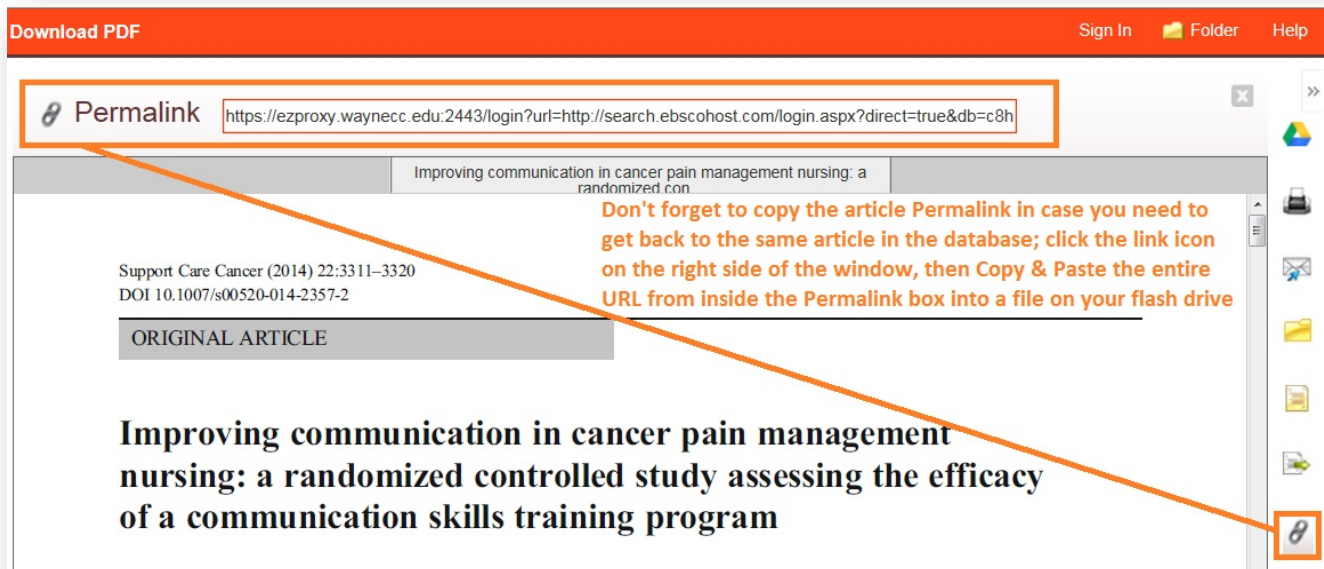 Download PDF
Sign In Folder Help
Permalink https://ezproxy.waynecc.edu:2443/login?url=http://search.ebscohost.com/login.aspx?direct=true&db=c8h
Improving communication in cancer pain management nursing: a
randomized con
Don't forget to copy the article Permalink in case you need to
get back to the same article in the database; click the link icon
on the right side of the window, then Copy & Paste the entire
URL from inside the Permalink box into a file on your flash drive
Support Care Cancer (2014) 22:3311–3320
DOI 10.1007/s00520-014-2357-2
ORIGINAL ARTICLE
Improving communication in cancer pain management
nursing: a randomized controlled study assessing the efficacy
of a communication skills training program